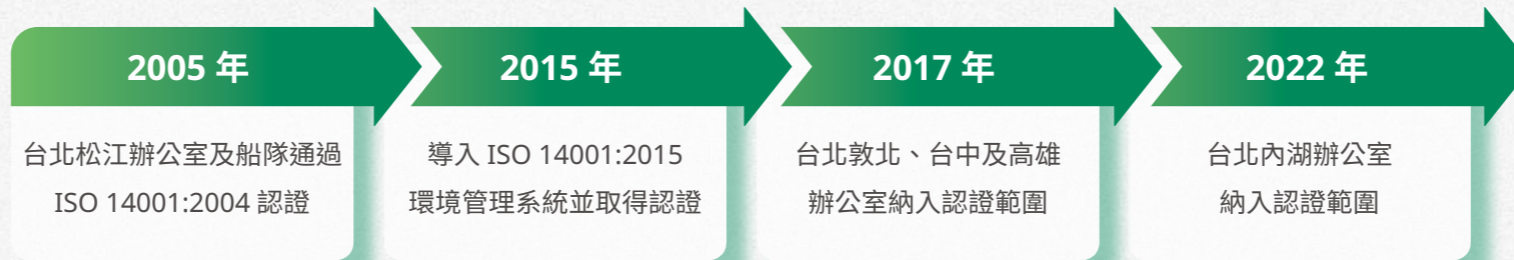 2005 年
台北松江辦公室及船隊通過
ISO 14001:2004 認證
2015 年
導入 ISO 14001:2015
環境管理系統並取得認證
2017 年
台北敦北、台中及高雄
辦公室納入認證範圍
2022 年
台北內湖辦公室
納入認證範圍